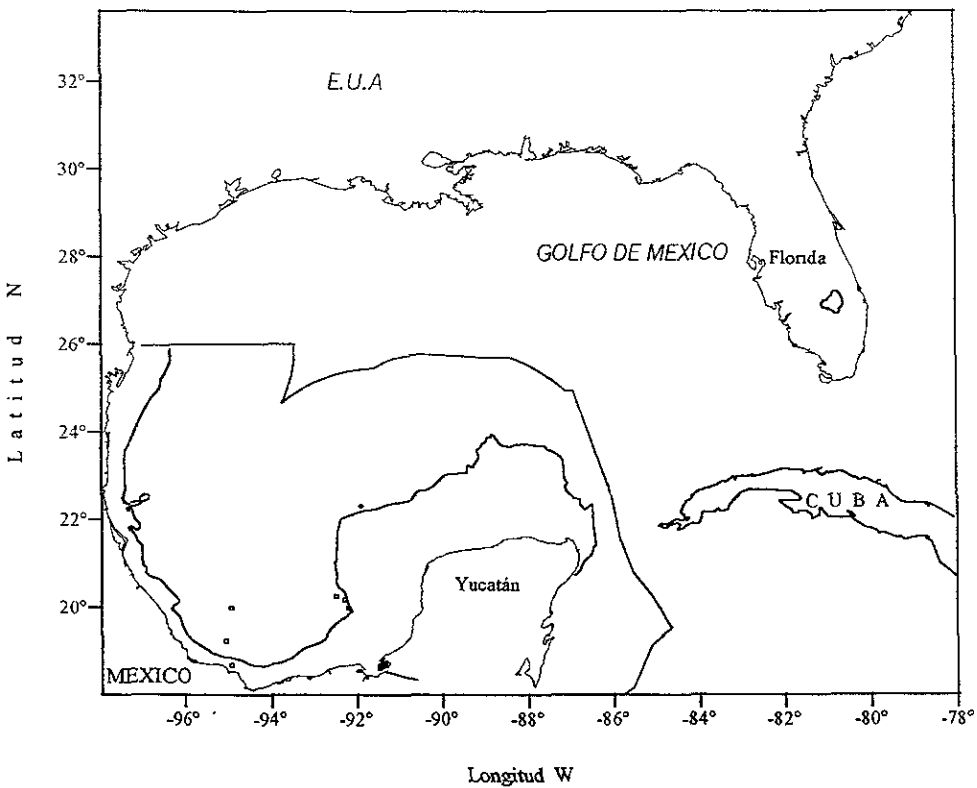 32°
E.U.A
30°
28°
GOLFO DE MEXICO
Florida
26°
24°
22°
CUBA
20°
Yucatán
MEXICO
Latitud N
-96°
-94°
-92°
-90°
-88°
-86°
-84°
-82°
-80°
-78°
Longitud W